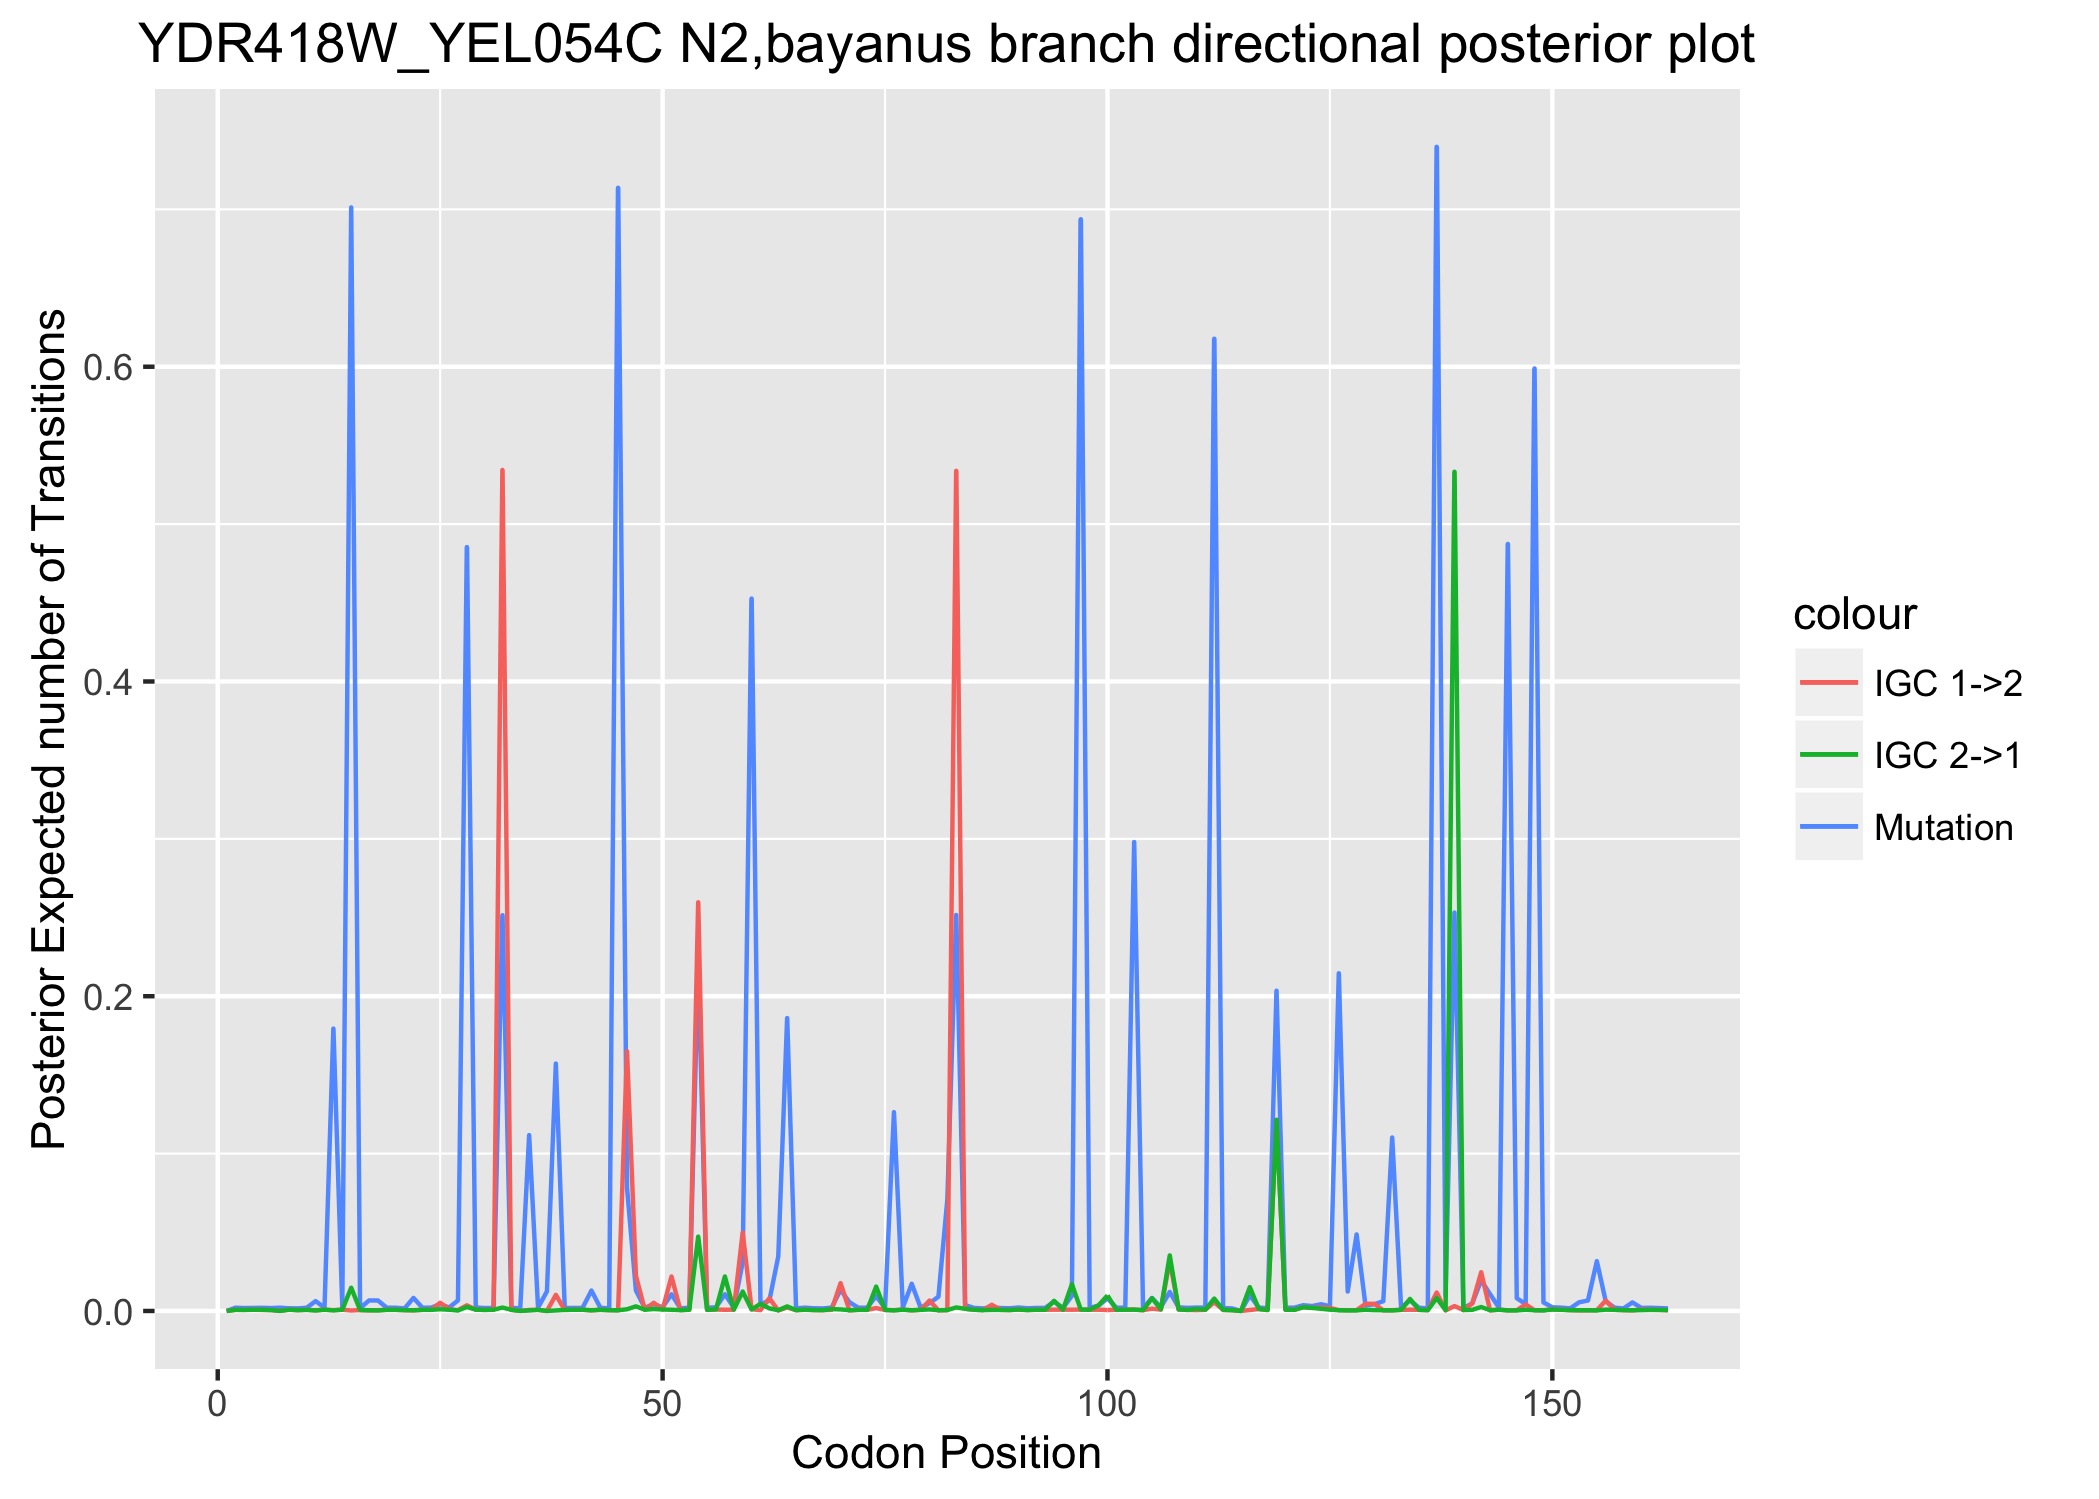 YDR418W_YEL054C N2,bayanus branch directional posterior plot
Posterior Expected number of Transitions
0.6
0.4
0.2
0.0
0
50
100
150
Codon Position
colour
IGC 1->2
IGC 2->1
Mutation